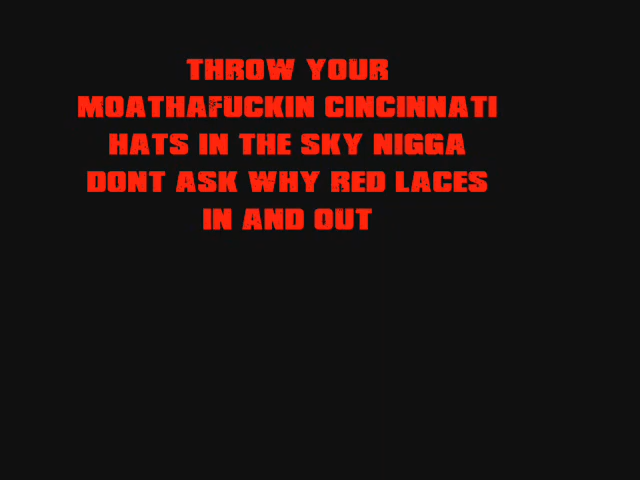 THROW YOUR
MOATHAFUCKIN CINCINNATI
HATS IN THE SKY NIGGA
DONT ASK WHY RED LACES
IN AND OUT